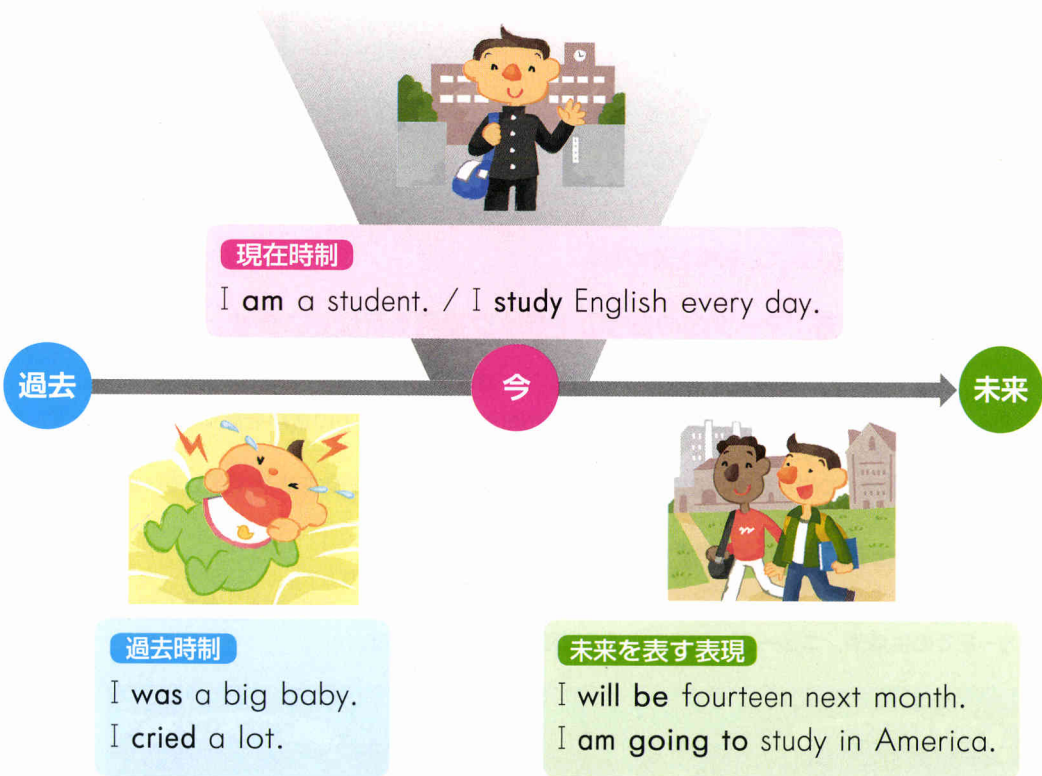 現在時制
I am a student. / I study English every day.
過去
今
未来
過去時制
I was a big baby.
I cried a lot.
未来を表す表現
I will be fourteen next month.
I am going to study in America.